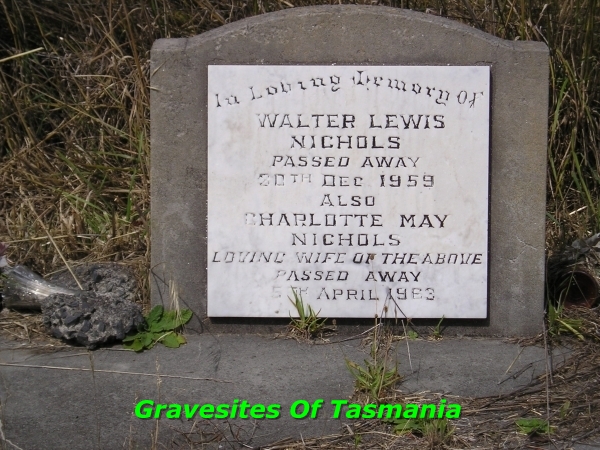 In Loving Memory Of
WALTER LEWIS
NICHOLS
PASSED AWAY
30TH DEC 1959
ALSO
CHARLOTTE MAY
NICHOLS
LOVING WIFE OF THE ABOVE
PASSED AWAY
5TH APRIL 1963
Gravesites Of Tasmania